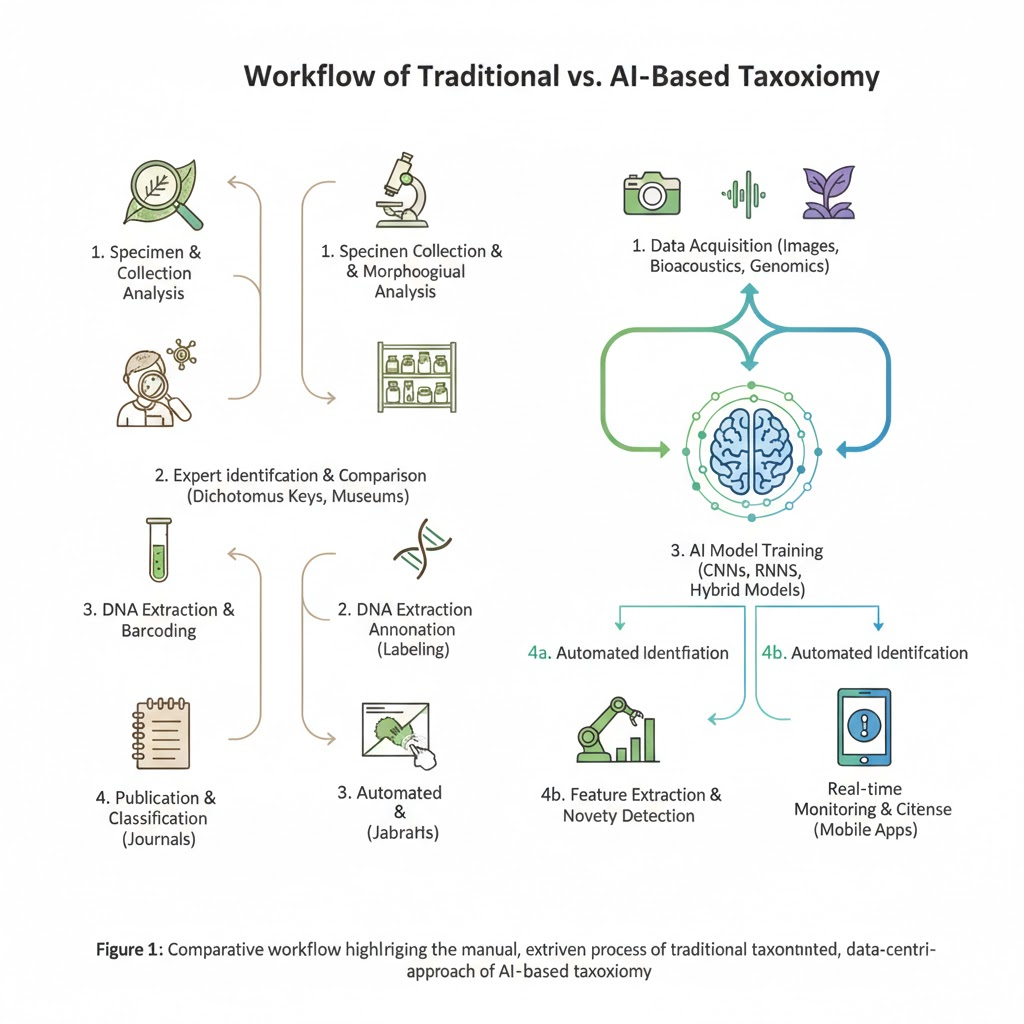 Workflow of Traditional vs. AI-Based Taxoxiomy
1. Specimen &
Collection
Analysis
1. Specinen Collection &
& Morphoogiual
Analysis
1. Data Acquisition (Images,
Bioacoustics, Genomics)
2. Expert identifcation & Comparison
(Dichotomus Keys, Museums)
3. DNA Extraction &
Barcoding
2. DNA Extraction
Annonation
(Labeling)
3. AI Model Training
(CNNs, RNNS,
Hybrid Models)
4a. Automated Identfiation
4b. Automated Identifcation
4. Publication &
Classification
(Journals)
3. Automated
&
(JabraHs)
4b. Feature Extraction &
Novety Detection
Real-time
Monitoring & Citense
(Mobile Apps)
Figure 1: Comparative workflow highlriging the manual, extriven process of traditional taxontınted, data-centri-
approach of AI-based taxoxiomy